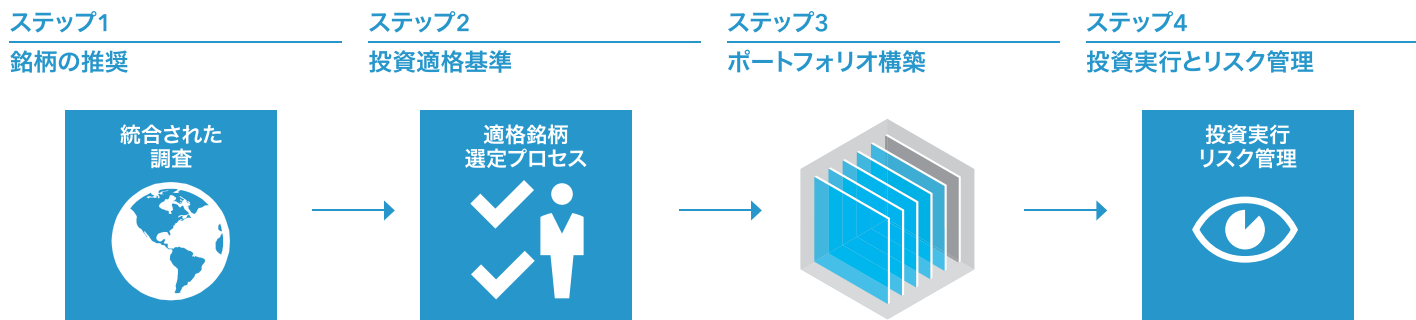 ステップ1
銘柄の推奨
統合された
調査
ステップ2
投資適格基準
適格銘柄
選定プロセス
ステップ3
ポートフォリオ構築
ステップ4
投資実行とリスク管理
投資実行
リスク管理